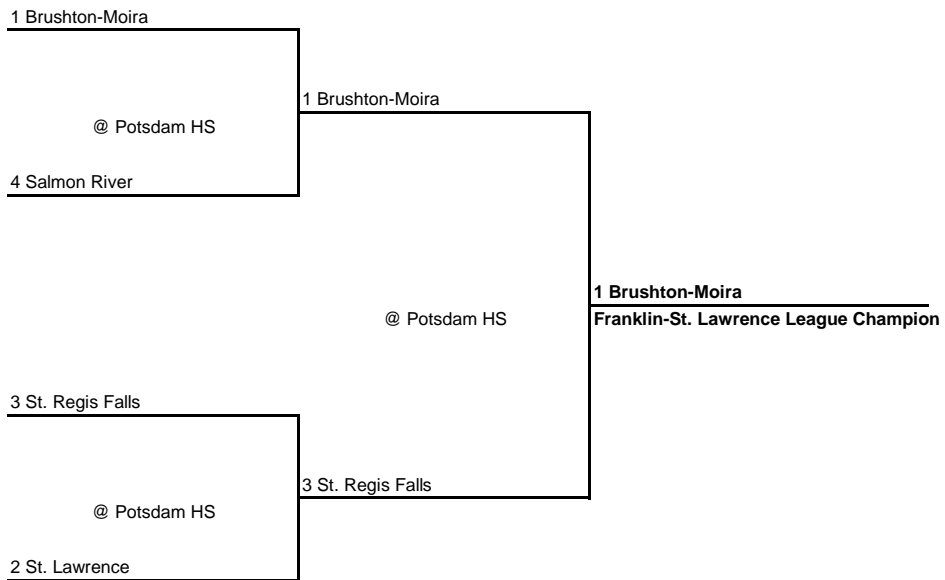 1 Brushton-Moira
1 Brushton-Moira
@ Potsdam HS
4 Salmon River
1 Brushton-Moira
@ Potsdam HS
Franklin-St. Lawrence League Champion
3 St. Regis Falls
3 St. Regis Falls
@ Potsdam HS
2 St. Lawrence